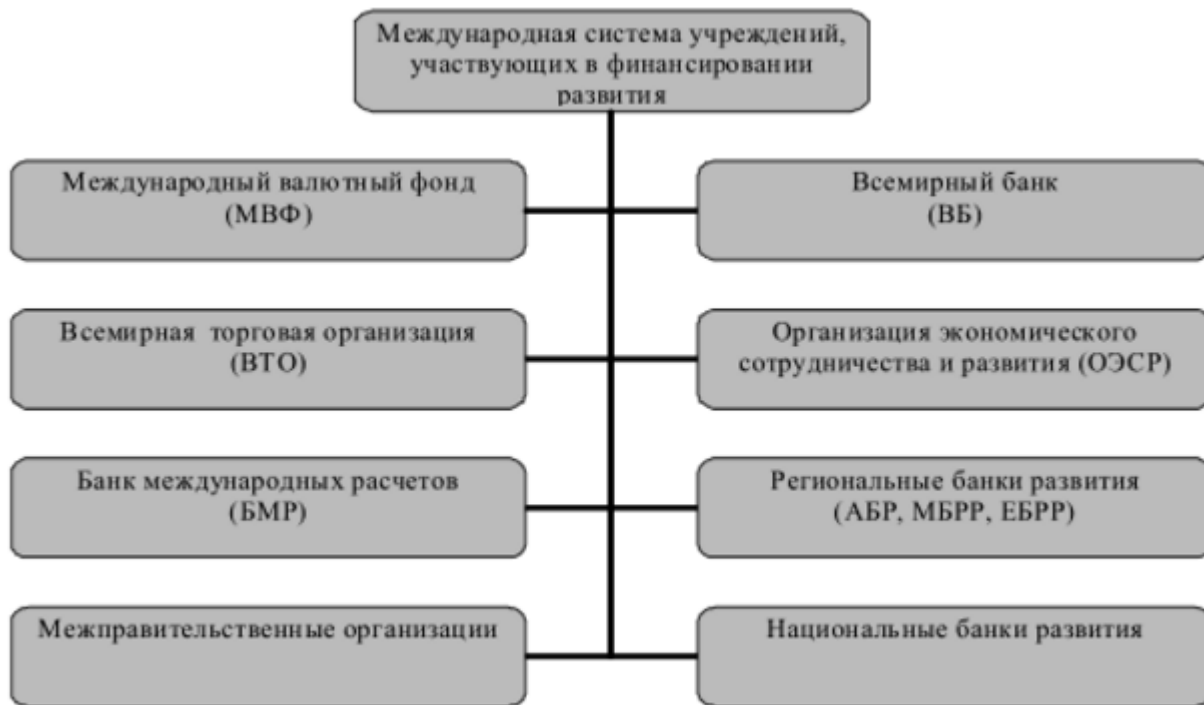 Международная система учреждений,
участвующих в финансировании
развития
Международный валютный фонд
(МВФ)
Всемирный банк
(ВБ)
Всемирная торговая организация
(ВТО)
Организация экономического
сотрудничества и развития (ОЭСР)
Банк международных расчетов
(БМР)
Региональные банки развития
(АБР, МБРР, ЕБРР)
Межправительственные организации
Национальные банки развития